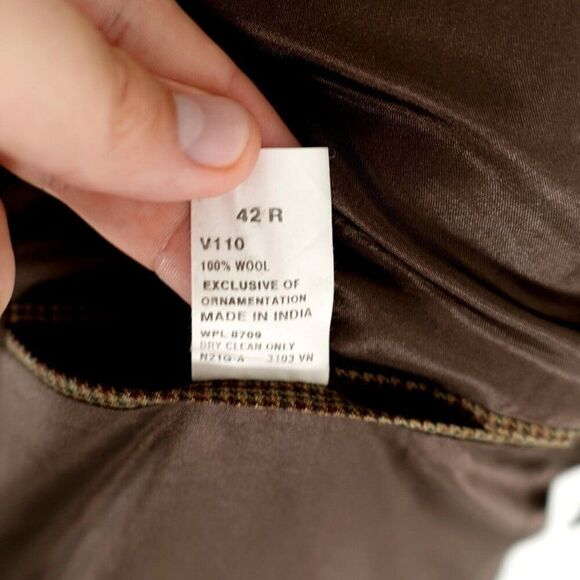 42 R
V110
100% WOOL
EXCLUSIVE OF
ORNAMENTATION
MADE IN INDIA
WPL 8709
DRY CLEAN ONLY
N21G-A 3103 VN